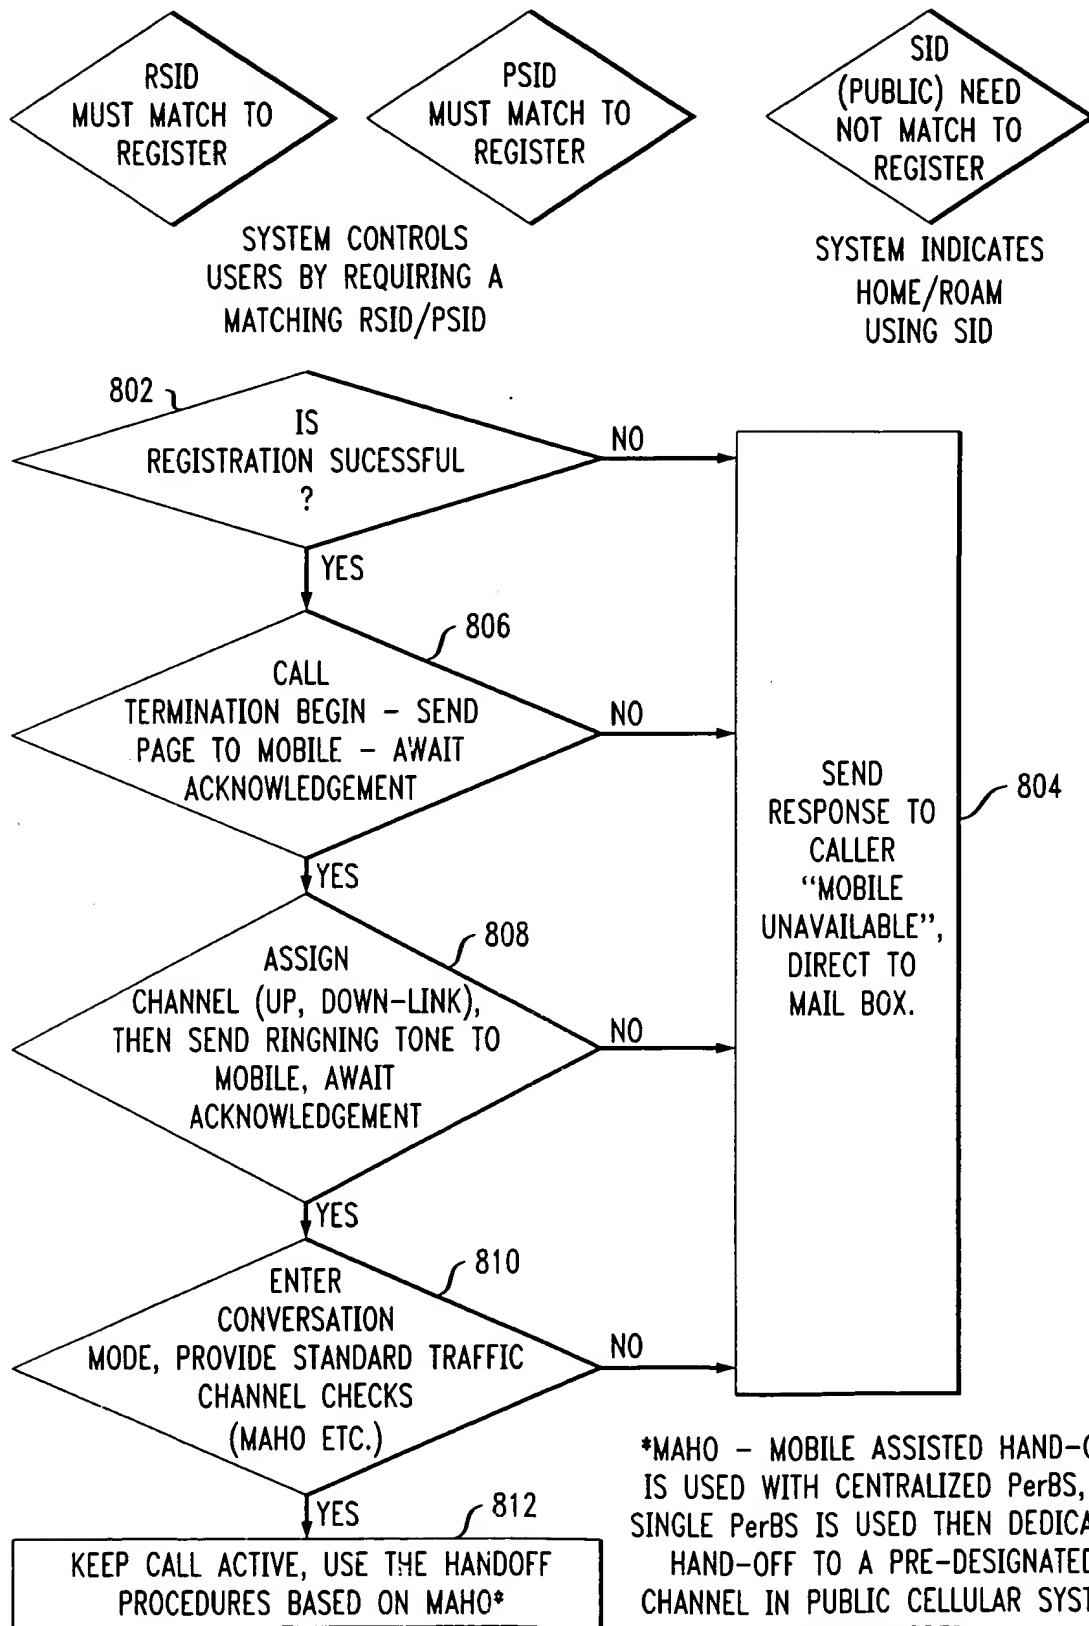 RSID
MUST MATCH TO
REGISTER
PSID
MUST MATCH TO
REGISTER
SID
(PUBLIC) NEED
NOT MATCH TO
REGISTER
SYSTEM CONTROLS
USERS BY REQUIRING A
MATCHING RSID/PSID
SYSTEM INDICATES
HOME/ROAM
USING SID
802
IS
REGISTRATION SUCESSFUL
?
NO
YES
806
CALL
TERMINATION BEGIN – SEND
PAGE TO MOBILE – AWAIT
ACKNOWLEDGEMENT
NO
YES
804
SEND
RESPONSE TO
CALLER
“MOBILE
UNAVAILABLE”,
DIRECT TO
MAIL BOX.
808
ASSIGN
CHANNEL (UP, DOWN-LINK),
THEN SEND RINGNING TONE TO
MOBILE, AWAIT
ACKNOWLEDGEMENT
NO
YES
810
ENTER
CONVERSATION
MODE, PROVIDE STANDARD TRAFFIC
CHANNEL CHECKS
(MAHO ETC.)
NO
YES
812
KEEP CALL ACTIVE, USE THE HANDOFF
PROCEDURES BASED ON MAHO*
*MAHO – MOBILE ASSISTED
IS USED WITH CENTRALIZED PerBS,
SINGLE PerBS IS USED THEN
HAND-OFF TO A PRE-DESIGNATED
CHANNEL IN PUBLIC CELLULAR